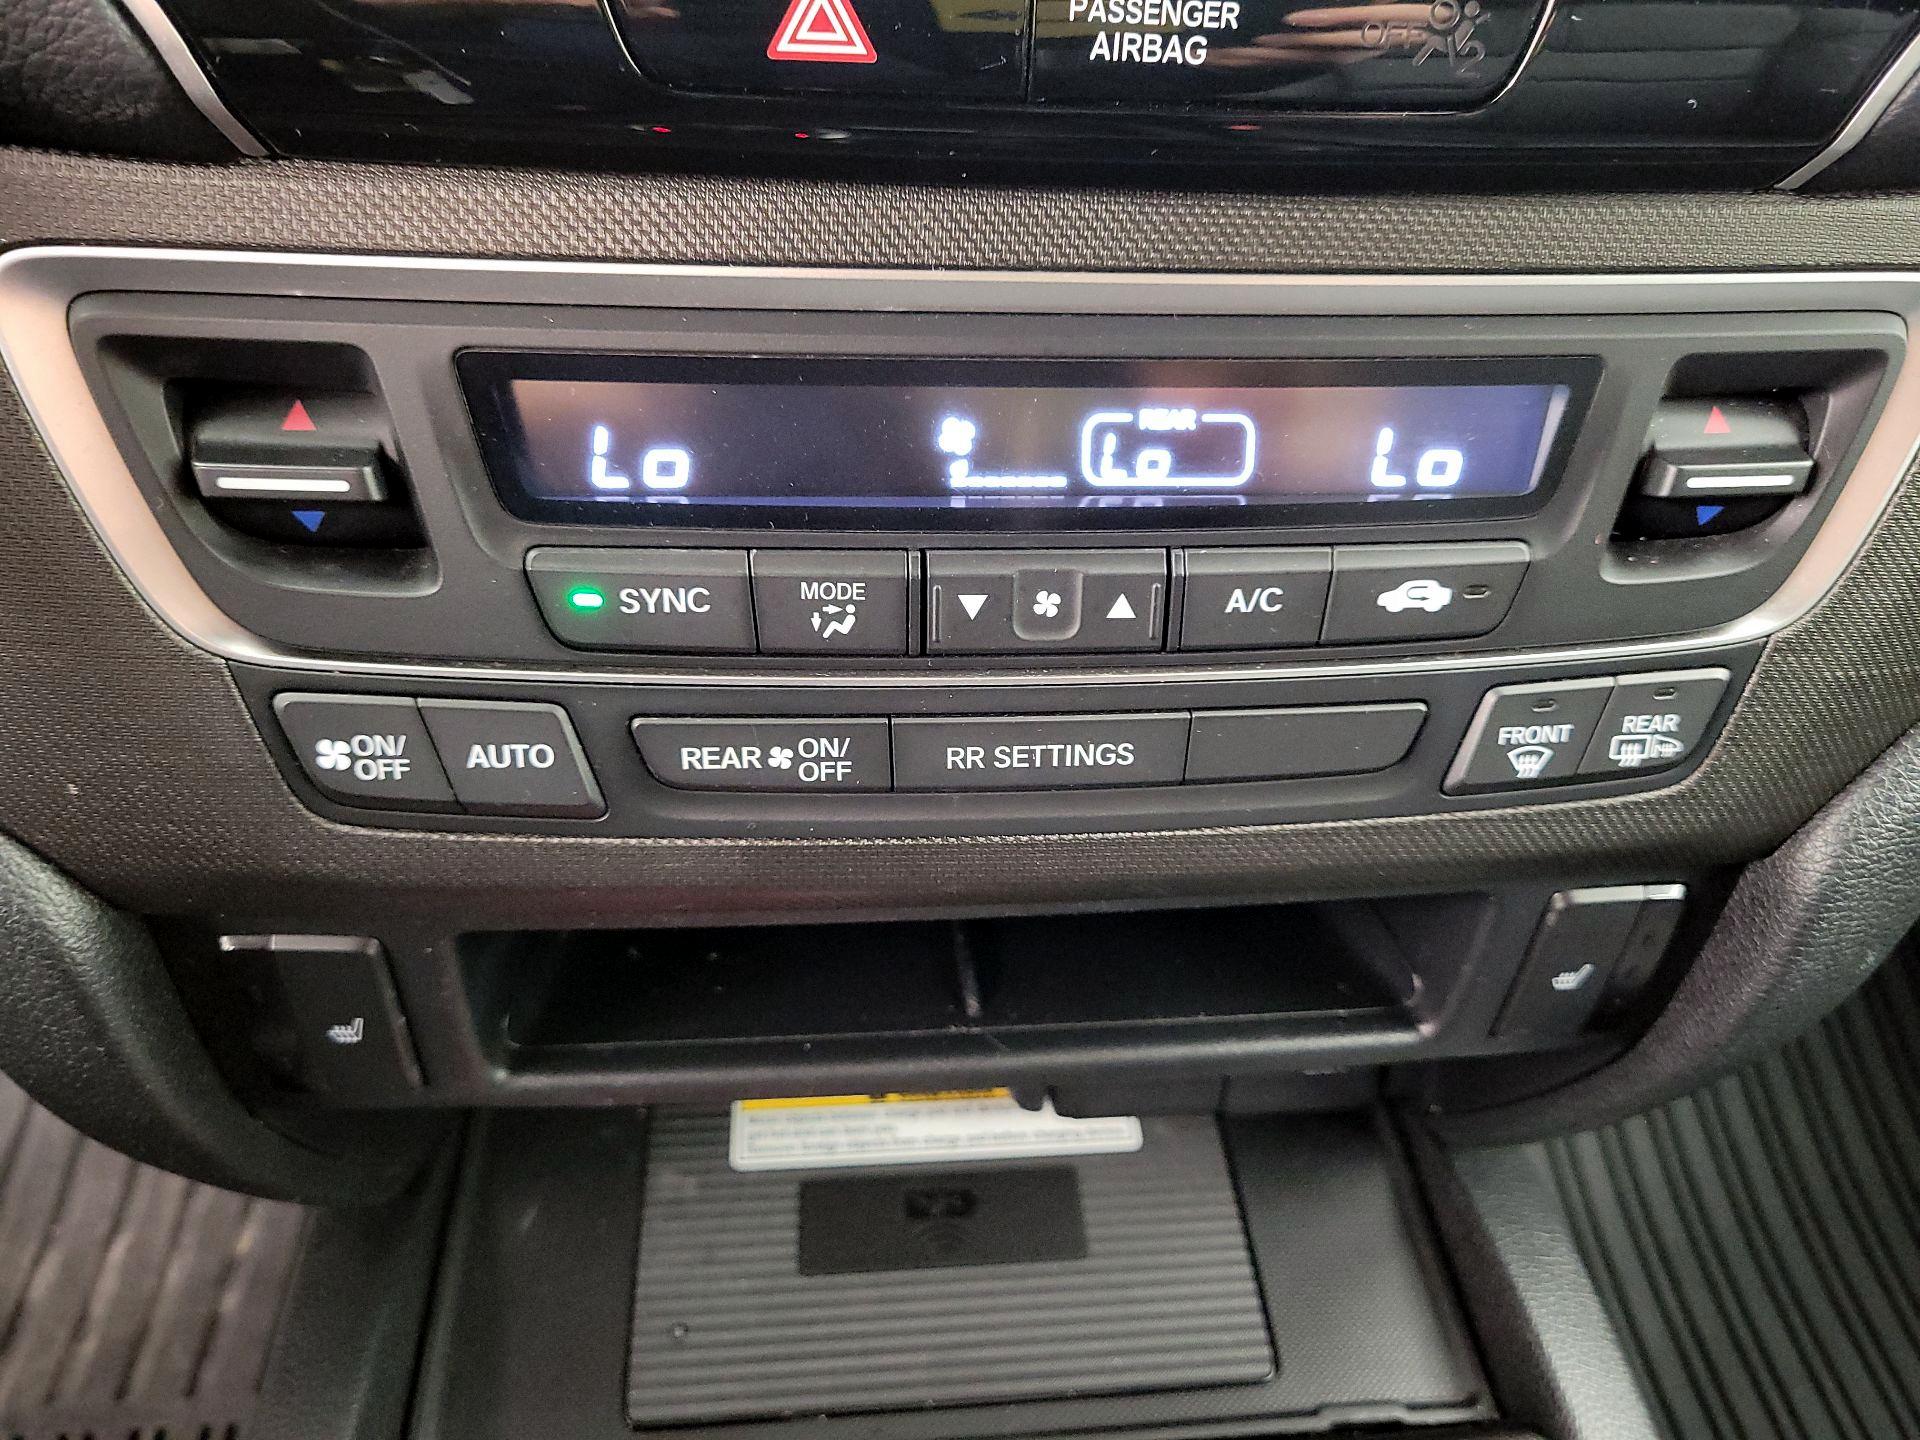 PASSENGER
AIRBAG
OFF
2
Lo
REAR
Lo
Lo
SYNC
MODE
A/C
ON/
OFF
AUTO
REAR
ON/
OFF
RR SETTINGS
FRONT
REAR